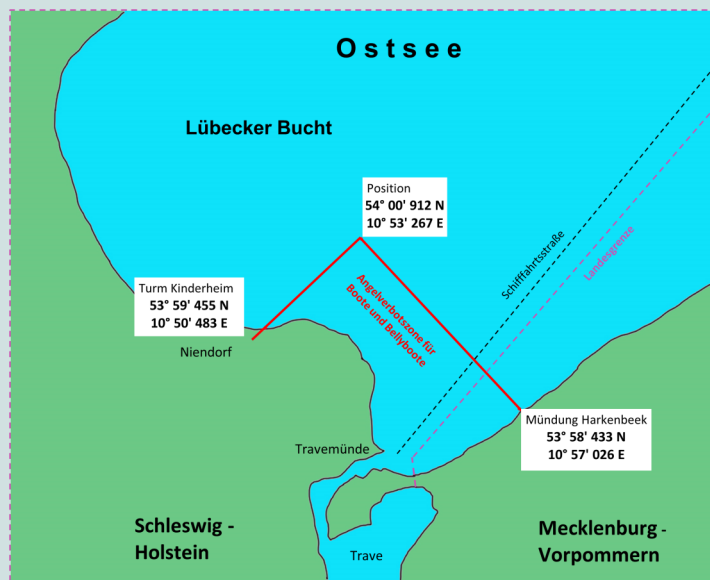 Ostsee
Lübecker Bucht
Position
54° 00' 912 N
10° 53' 267 E
Schifffahrtsstraße
Landesgrenze
Turm Kinderheim
53° 59' 455 N
10° 50' 483 E
Angelverbotszone für
Boote und Bellyboote
Niendorf
Mündung Harkenbeek
53° 58' 433 N
10° 57' 026 E
Travemünde
Schleswig -
Holstein
Mecklenburg -
Vorpommern
Trave